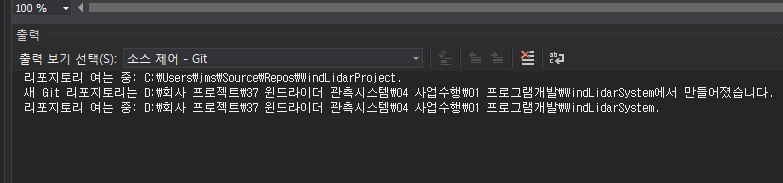 100 %
출력
출력 보기 선택(S): 소스 제어 - Git
리포지토리 여는 중: C:₩Users₩jms₩Source₩Repos₩WindLidarProject.
새 Git 리포지토리는 D:₩회사 프로젝트₩37 윈드라이더 관측시스템₩04 사업수행₩01 프로그램개발₩WindLidarSystem에서 만들어졌습니다.
리포지토리 여는 중: D:₩회사 프로젝트₩37 윈드라이더 관측시스템₩04 사업수행₩01 프로그램개발₩WindLidarSystem.